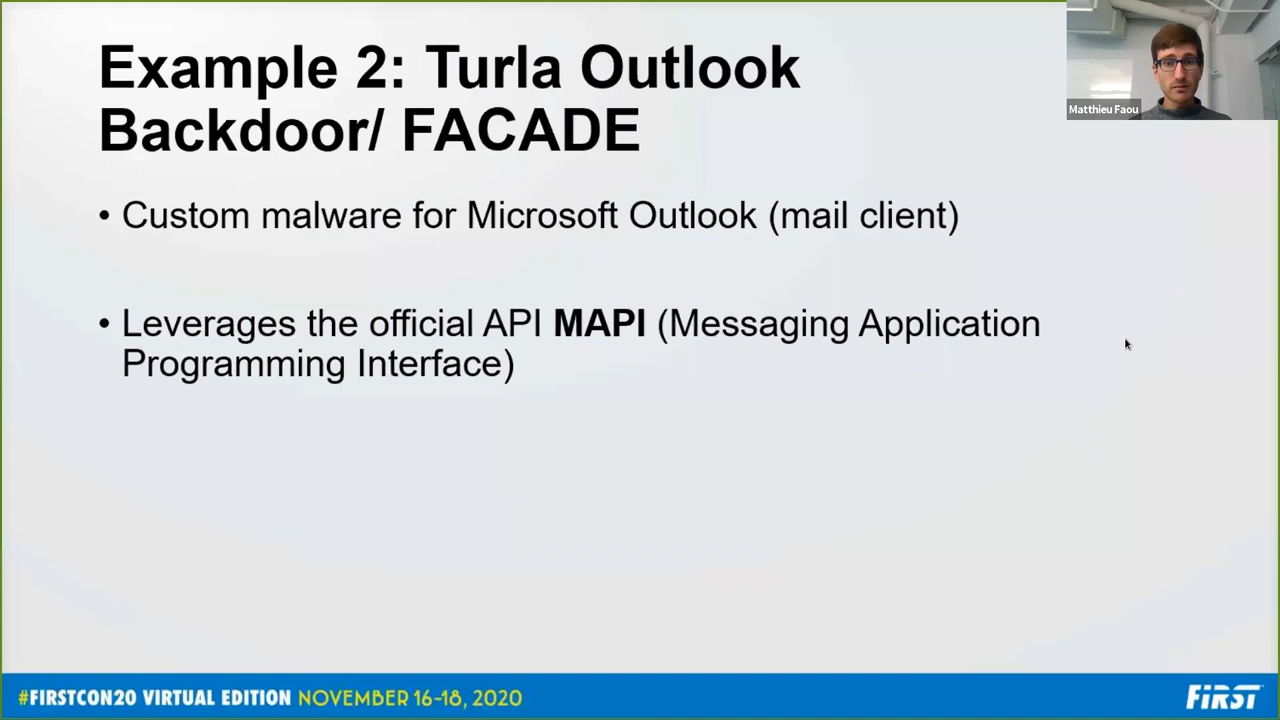 Example 2: Turla Outlook
Backdoor/ FACADE
Matthieu Faou
• Custom malware for Microsoft Outlook (mail client)
• Leverages the official API MAPI (Messaging Application
Programming Interface)
#FIRSTCON20 VIRTUAL EDITION NOVEMBER 16-18, 2020
FiRST